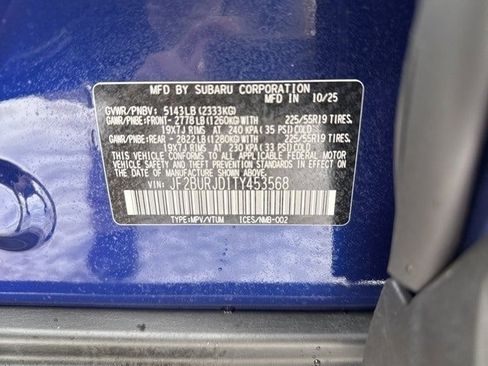 MFD BY SUBARU CORPORATION
MFD IN 10/25
GVWR/PNBV: 5143LB(2333KG)
GAWR/PNBE:FRONT- 2778LB(1260KG)WITH 225/55R19 TIRES.
19X7J RIMS AT 240 KPA(35 PSI)COLD
GAWR/PNBE:REAR - 2822LB(1280KG)WITH 225/55R19 TIRES.
19X7J RIMS AT 230 KPA(33 PSI)COLD
THIS VEHICLE CONFORMS TO ALL APPLICABLE FEDERAL MOTOR
VEHICLE SAFETY AND THEFT PREVENTION STANDARDS IN EFFECT ON THE
DATE OF MANUFACTURE SHOWN ABOVE.
VIN: JF2BURJD1TY453568
TYPE:MPV/VTUM ICES/NMB-002